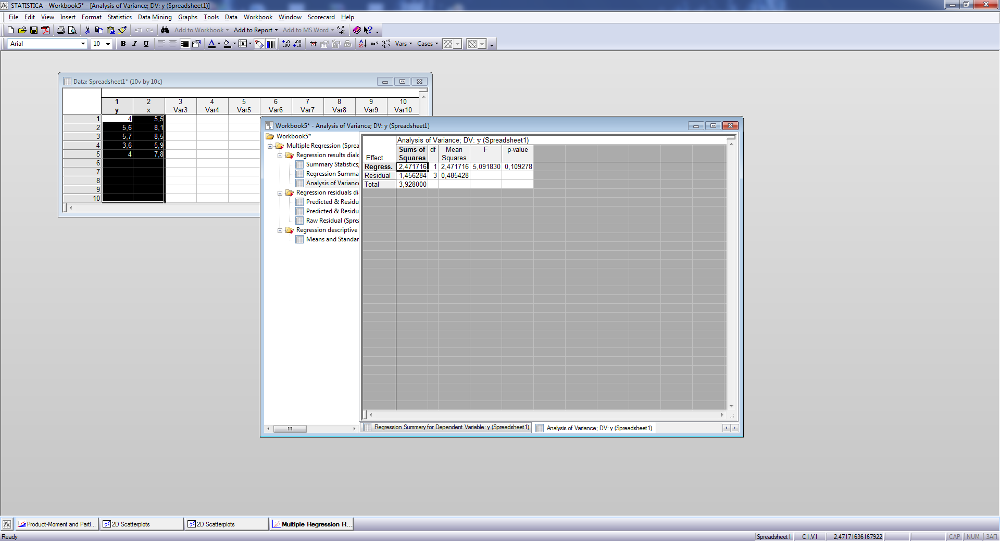 STATISTICA - Workbook5* - [Analysis of Variance; DV: y (Spreadsheet1)]
File Edit View Insert Format Statistics Data Mining Graphs Tools Data Workbook Window Scorecard Help
Add to Workbook Add to Report Add to MS Word
Arial 10 B I U Vars Cases
Data: Spreadsheet1* (10v by 10c)
1 2 3 4 5 6 7 8 9 10
y x Var3 Var4 Var5 Var6 Var7 Var8 Var9 Var10
1 4 5,5
2 5,6 8,1
3 5,7 8,5
4 3,6 5,9
5 4 7,8
6
7
8
9
10
Workbook5* - Analysis of Variance; DV: y (Spreadsheet1)
Workbook5*
Multiple Regression (Sprea
Regression results dialo
Summary Statistics;
Regression Summa
Analysis of Variance
Regression residuals di
Predicted & Residu
Predicted & Residu
Raw Residual (Sprea
Regression descriptive
Means and Standar
Analysis of Variance; DV: y (Spreadsheet1)
Effect Sums of Squares df Mean Squares F p-value
Regress. 2,471716 1 2,471716 5,091830 0,109278
Residual 1,456284 3 0,485428
Total 3,928000
Regression Summary for Dependent Variable: y (Spreadsheet1) Analysis of Variance; DV: y (Spreadsheet1)
Product-Moment and Parti... 2D Scatterplots 2D Scatterplots Multiple Regression R...
Ready Spreadsheet1 C1,V1 2,47171636167922 CAP NUM ЗАП